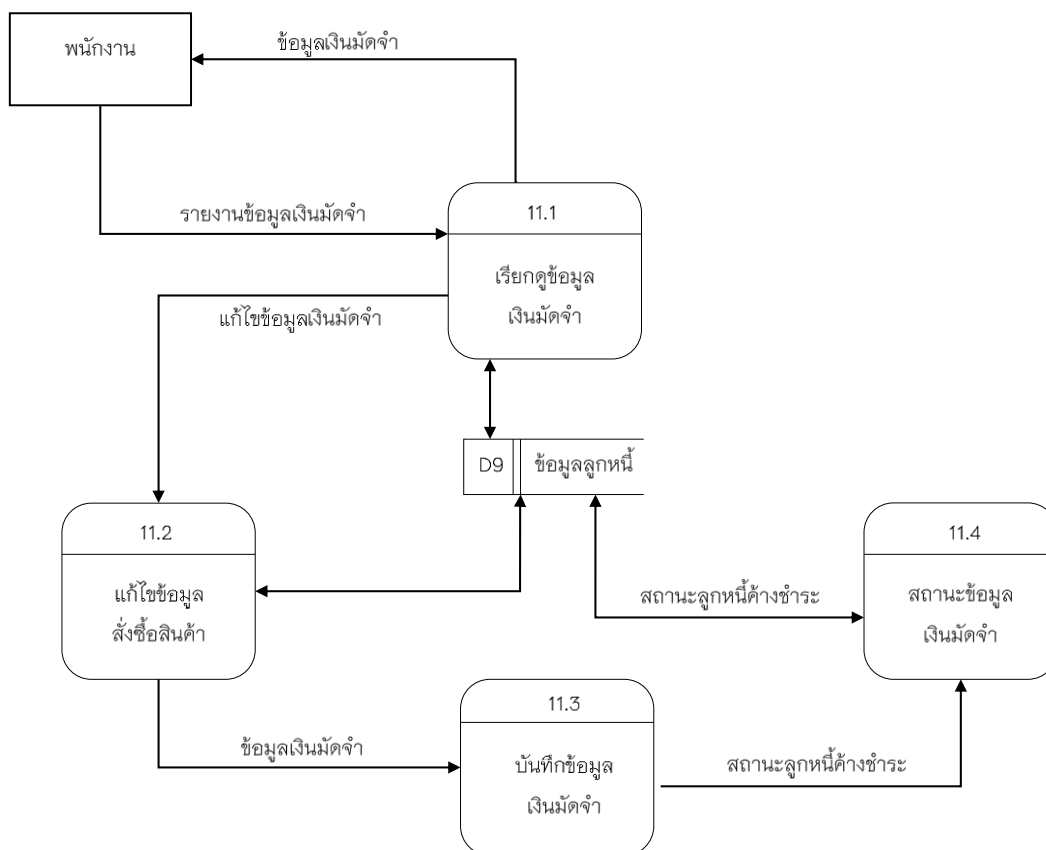 พนักงาน
ข้อมูลเงินมัดจำ
รายงานข้อมูลเงินมัดจำ
11.1
เรียกดูข้อมูล
เงินมัดจำ
แก้ไขข้อมูลเงินมัดจำ
D9 ข้อมูลลูกหนี้
11.2
แก้ไขข้อมูล
สั่งซื้อสินค้า
11.4
สถานะข้อมูล
เงินมัดจำ
สถานะลูกหนี้ค้างชำระ
11.3
บันทึกข้อมูล
เงินมัดจำ
ข้อมูลเงินมัดจำ
สถานะลูกหนี้ค้างชำระ